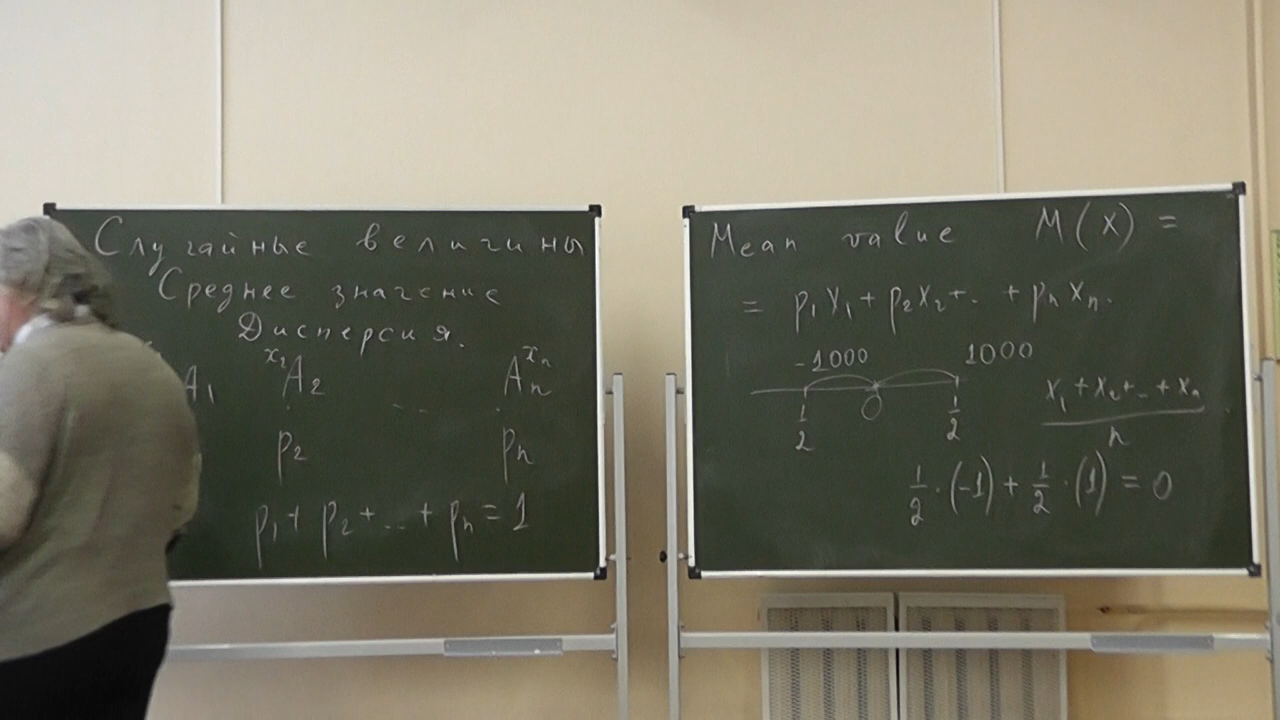 Случайные величины
Среднее значение
Дисперсия.
x₂ xₙ
A₁ A₂ ... Aₙ
p₂ pₙ
p₁ + p₂ + ... + pₙ = 1
Mean value M(X) =
= p₁x₁ + p₂x₂ + .. + pₙxₙ.
-1000 1000
0
1/2 1/2
(x₁ + x₂ + .. + xₙ)/n
1/2 · (-1) + 1/2 · (1) = 0